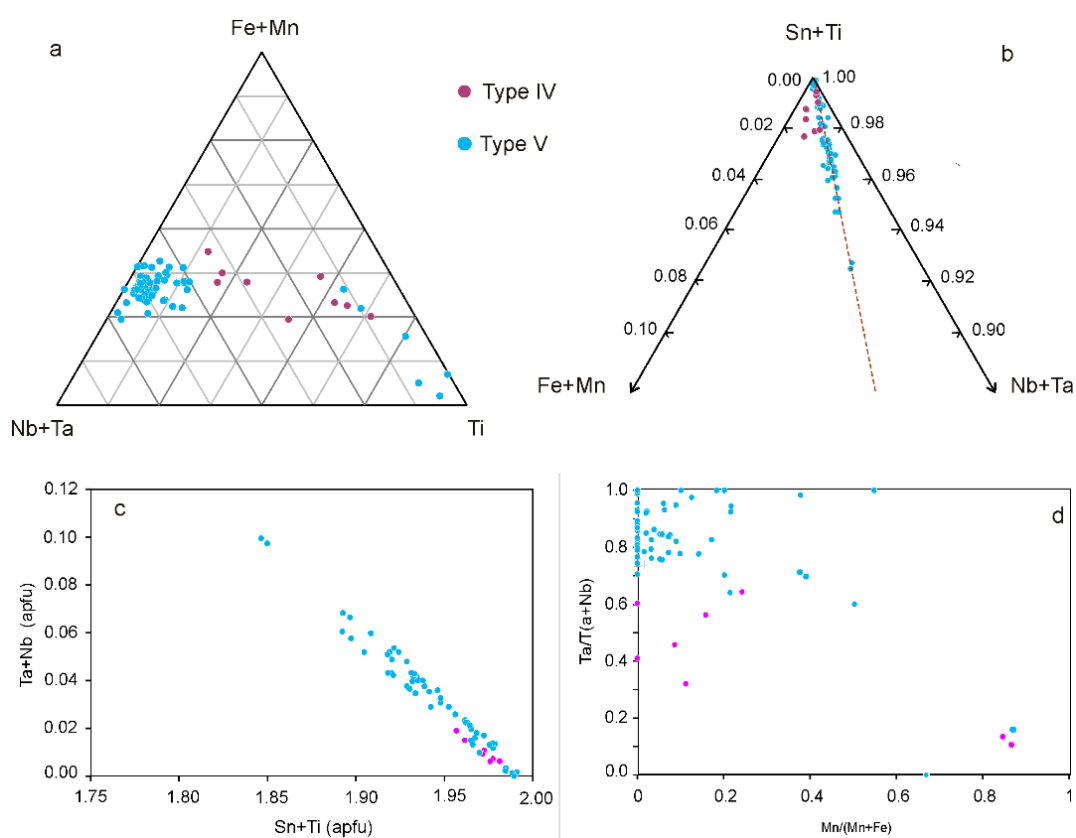 a
Fe+Mn
Type IV
Type V
Nb+Ta
Ti
b
Sn+Ti
0.00
1.00
0.02
0.98
0.04
0.96
0.06
0.94
0.08
0.92
0.10
0.90
Fe+Mn
Nb+Ta
c
0.12
0.10
0.08
0.06
0.04
0.02
0.00
Ta+Nb (apfu)
1.75
1.80
1.85
1.90
1.95
2.00
Sn+Ti (apfu)
d
1.0
0.8
0.6
0.4
0.2
0.0
Ta/T(a+Nb)
0
0.2
0.4
0.6
0.8
1
Mn/(Mn+Fe)